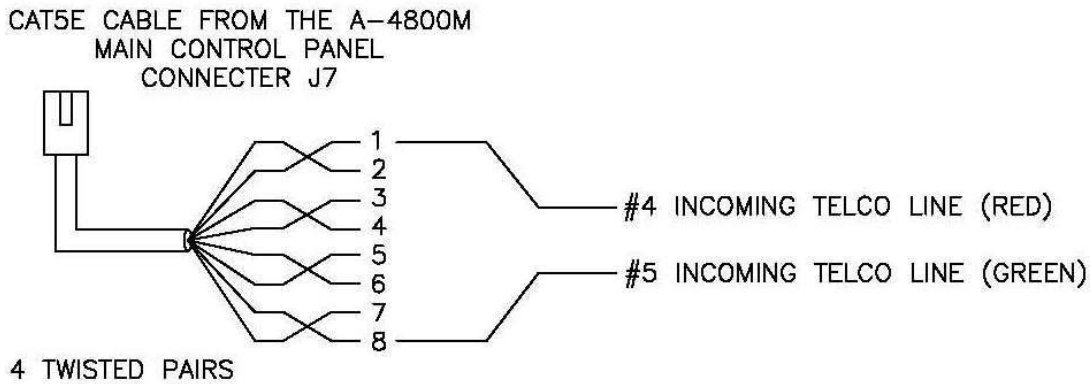 CAT5E CABLE FROM THE A-4800M
MAIN CONTROL PANEL
CONNECTER J7
1
2
3
4
5
6
7
8
#4 INCOMING TELCO LINE (RED)
#5 INCOMING TELCO LINE (GREEN)
4 TWISTED PAIRS